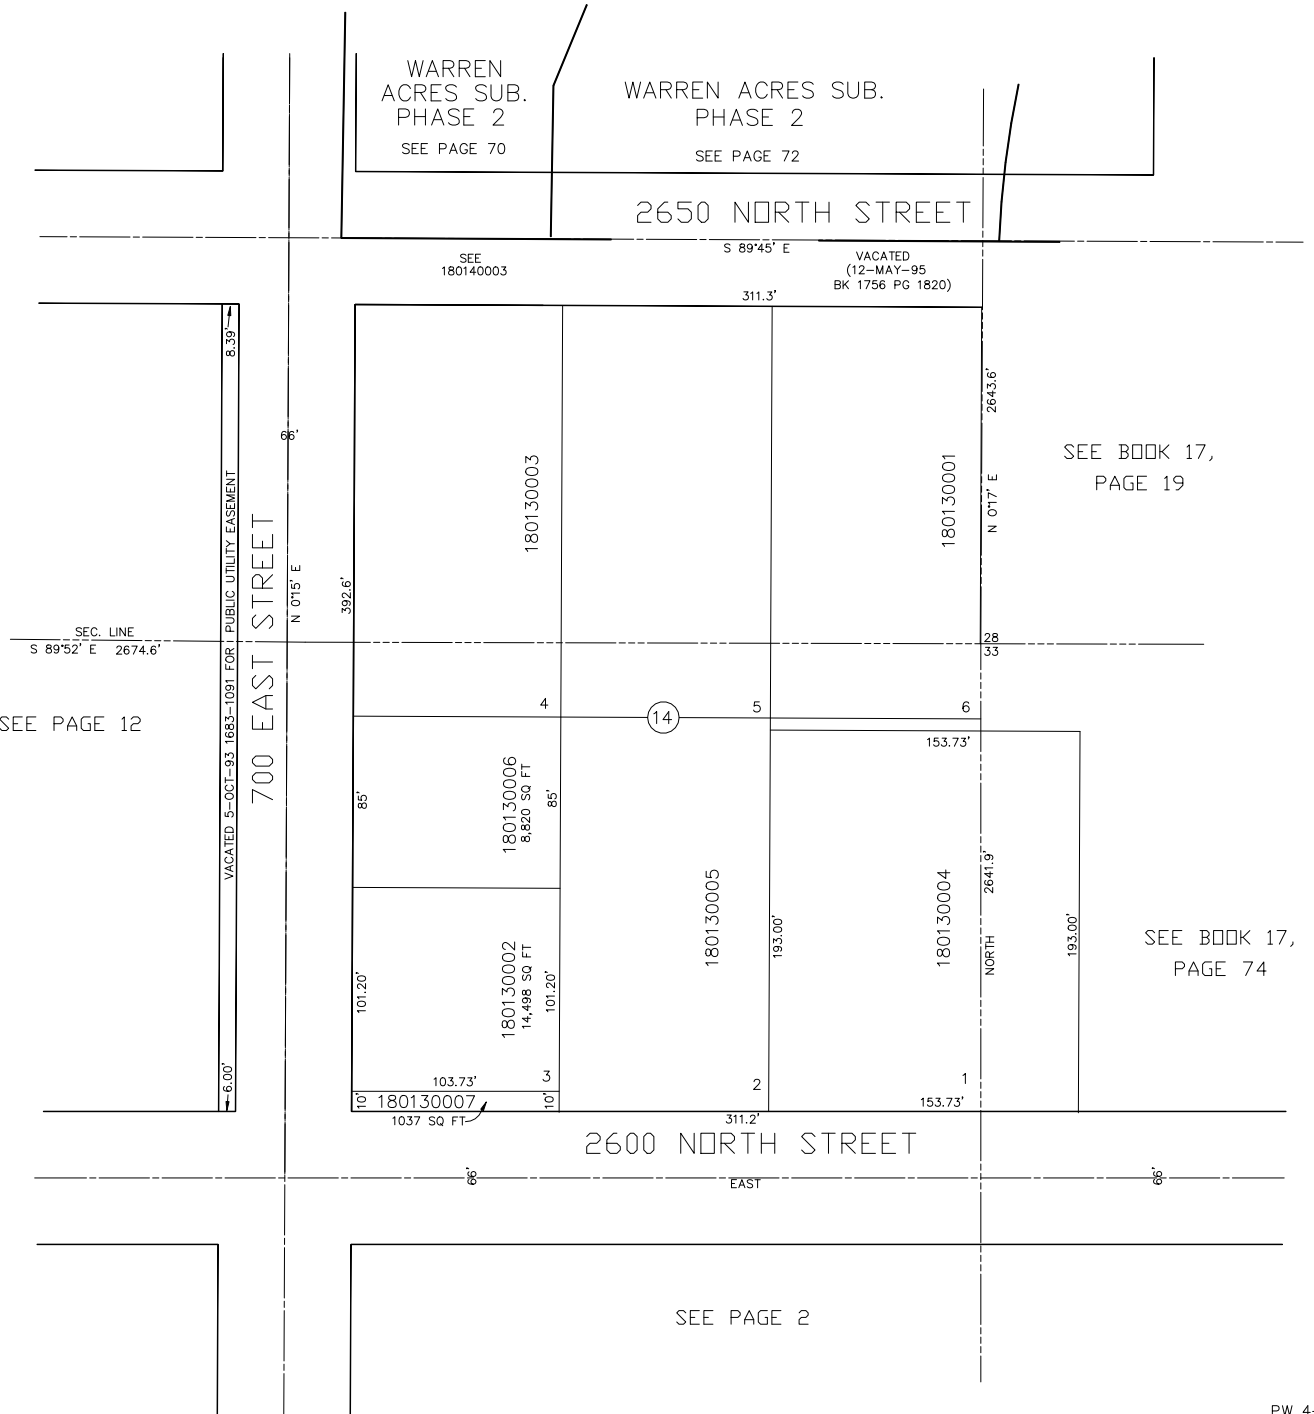 WARREN
ACRES SUB.
PHASE 2
SEE PAGE 70
WARREN ACRES SUB.
PHASE 2
SEE PAGE 72
2650 NORTH STREET
S 89°45' E
SEE
180140003
VACATED
(12-MAY-95
BK 1756 PG 1820)
311.3'
8.39'
2643.6'
66'
SEE BOOK 17,
PAGE 19
180130003
180130001
N 0°17' E
VACATED 5-OCT-93 1683-1091 FOR PUBLIC UTILITY EASEMENT
700 EAST STREET
N 0°15' E
392.6'
SEC. LINE
S 89°52' E 2674.6'
28
33
SEE PAGE 12
4
14
5
6
153.73'
85'
180130006
8,820 SQ FT
85'
180130005
180130004
2641.9'
NORTH
193.00'
193.00'
SEE BOOK 17,
PAGE 74
101.20'
180130002
14,498 SQ FT
101.20'
6.00'
103.73'
3
2
1
10'
180130007
10'
1037 SQ FT
153.73'
311.2'
2600 NORTH STREET
66'
EAST
66'
SEE PAGE 2
PW 4-